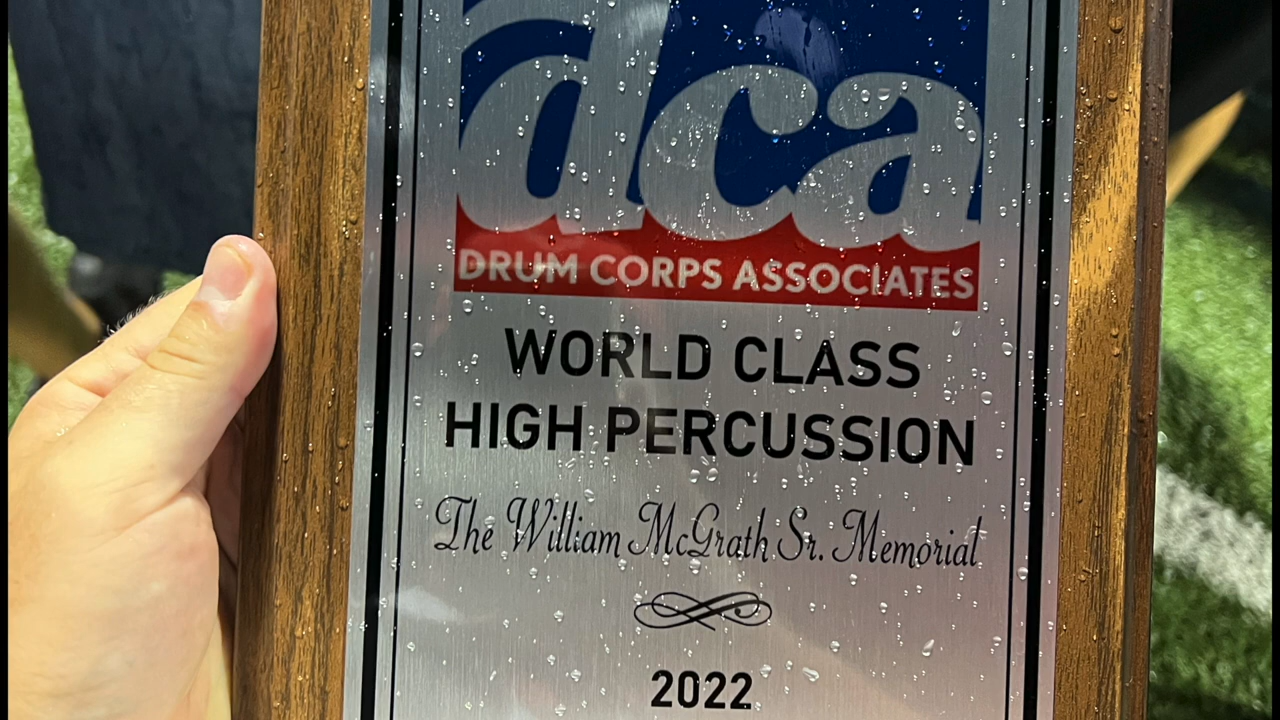 dca
DRUM CORPS ASSOCIATES
WORLD CLASS
HIGH PERCUSSION
The William McGrath Sr. Memorial
2022